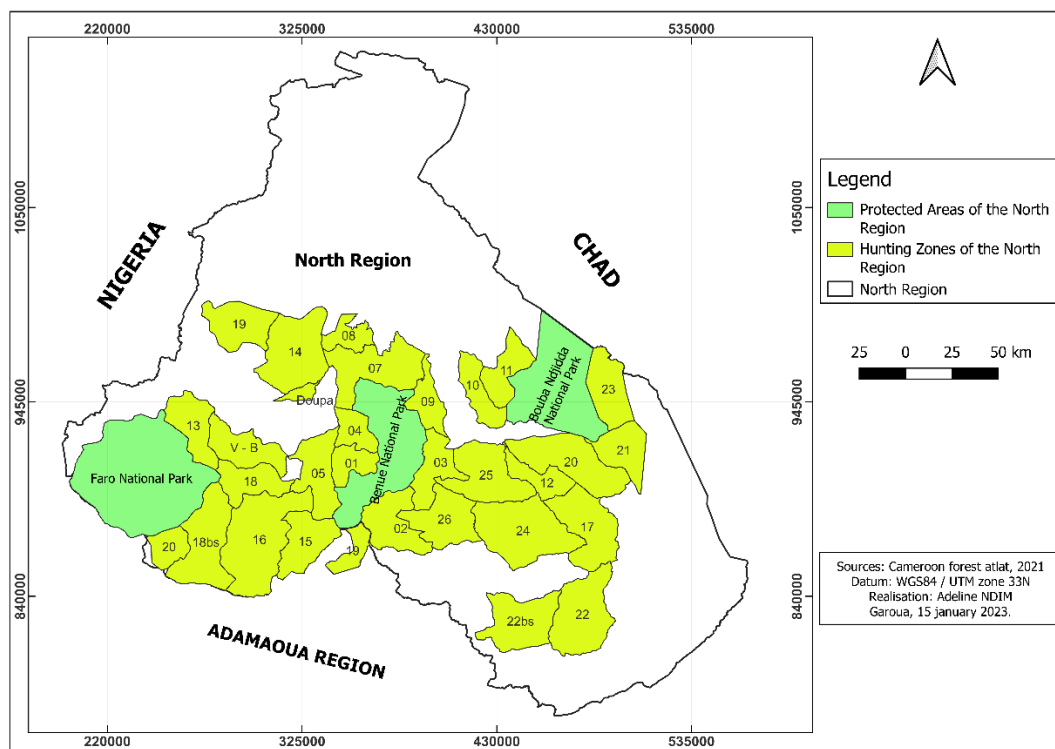 220000
325000
430000
535000
1050000
1050000
NIGERIA
North Region
CHAD
Legend
Protected Areas of the North
Region
Hunting Zones of the North
Region
North Region
25 0 25 50 km
19
14
08
07
11
10
Bouba Ndjidda
National Park
23
945000
Doupa
09
945000
Benue National Park
13
04
V - B
01
03
20
21
Faro National Park
18
05
25
12
20
18bs
16
15
19
02
26
24
17
Sources: Cameroon forest atlat, 2021
Datum: WGS84 / UTM zone 33N
Realisation: Adeline NDIM
Garoua, 15 january 2023.
840000
840000
22bs
22
ADAMAOUA REGION
220000
325000
430000
535000